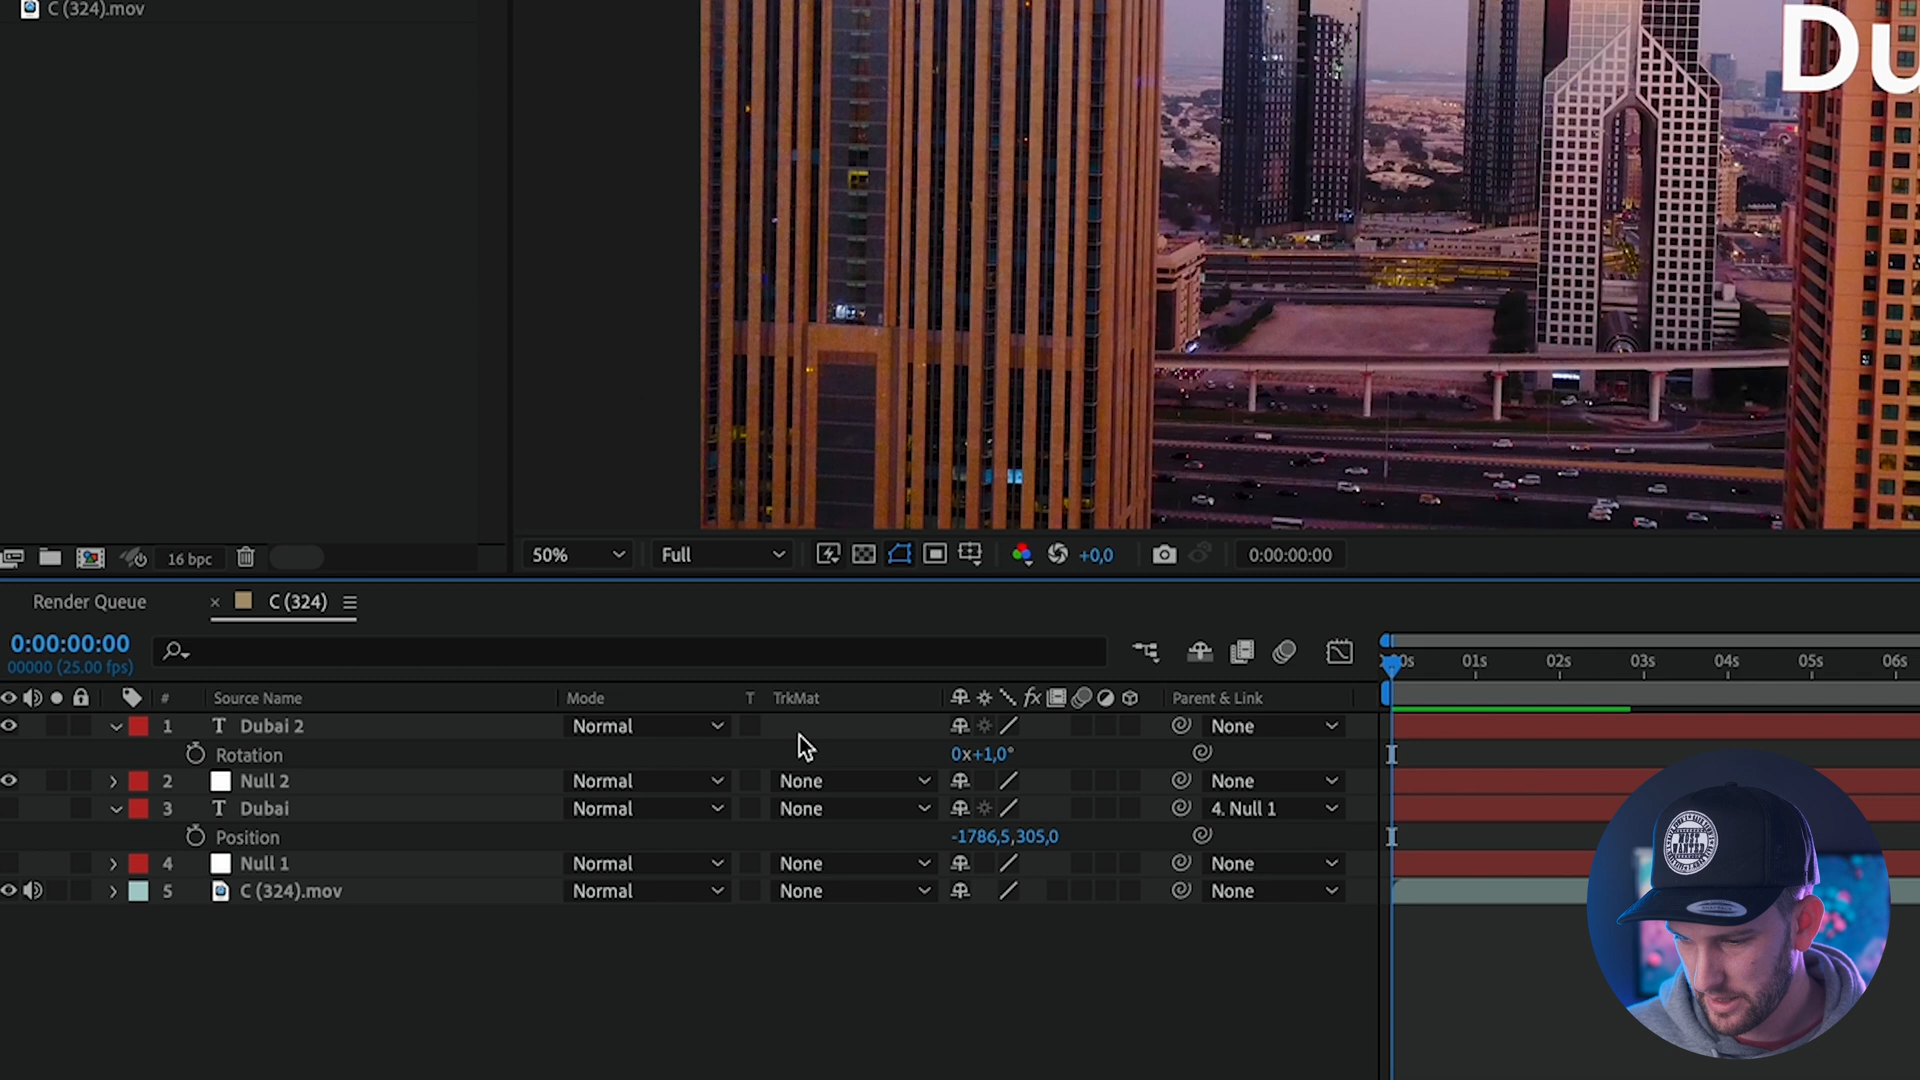 C (324).mov
Du
16 bpc
50%
Full
+0,0
0:00:00:00
Render Queue
× C (324)
0:00:00:00
00000 (25.00 fps)
00s 01s 02s 03s 04s 05s 06s
# Source Name Mode T TrkMat fx Parent & Link
1 T Dubai 2 Normal None
Rotation 0x+1,0°
2 Null 2 Normal None None
3 T Dubai Normal None 4. Null 1
Position -1786,5,305,0
4 Null 1 Normal None None
5 C (324).mov Normal None None
MOST
WANTED